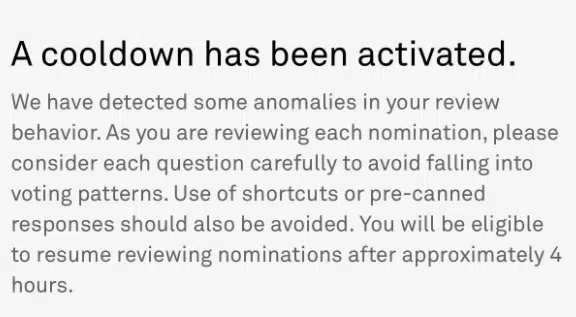 A cooldown has been activated.
We have detected some anomalies in your review
behavior. As you are reviewing each nomination, please
consider each question carefully to avoid falling into
voting patterns. Use of shortcuts or pre-canned
responses should also be avoided. You will be eligible
to resume reviewing nominations after approximately 4
hours.